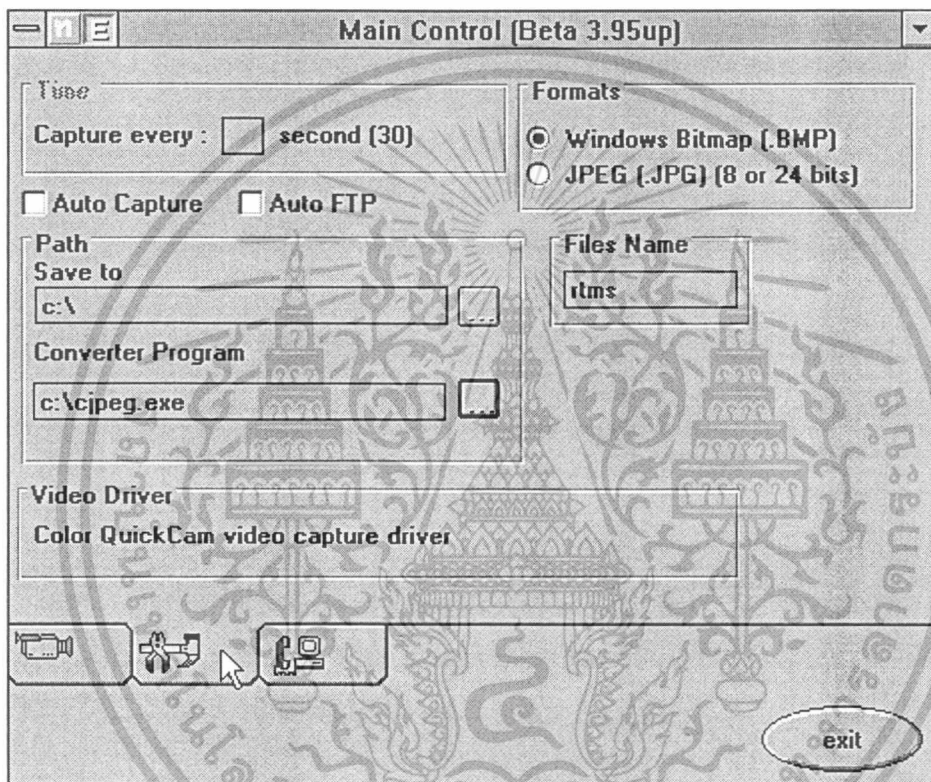 Main Control (Beta 3.95up)
Time
Capture every : second (30)
Formats
Windows Bitmap (.BMP)
JPEG (.JPG) (8 or 24 bits)
Auto Capture Auto FTP
Path
Save to
c:\
...
Files Name
rtms
Converter Program
c:\cjpeg.exe
...
Video Driver
Color QuickCam video capture driver
exit